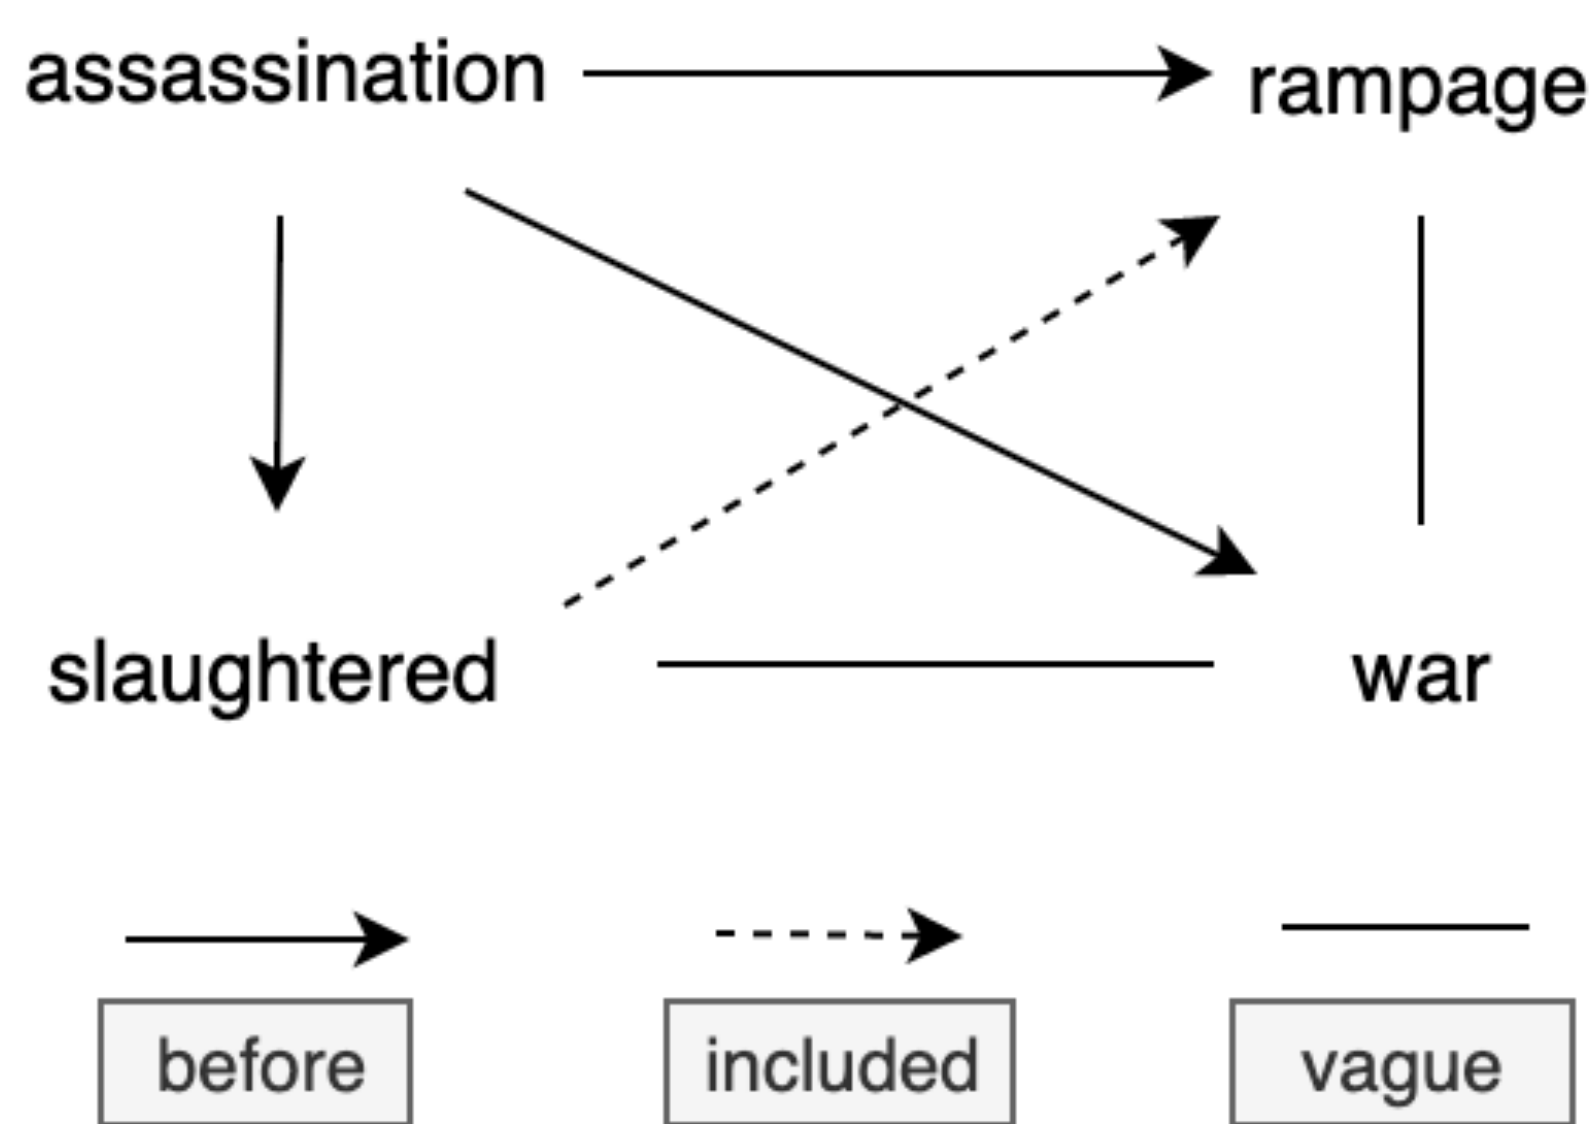 assassination
rampage
slaughtered
war
before
included
vague